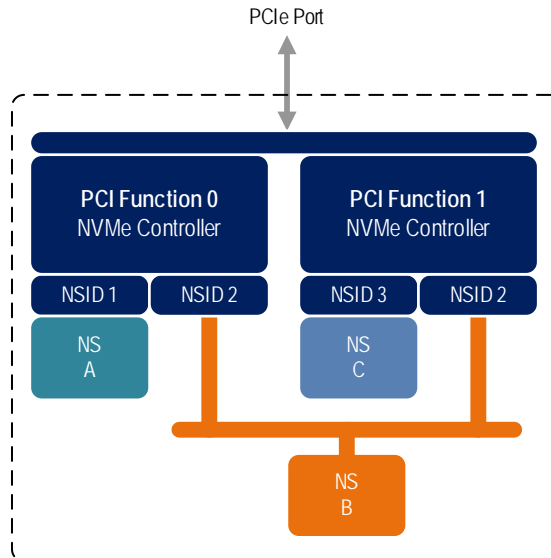 PCIe Port
PCI Function 0
NVMe Controller
PCI Function 1
NVMe Controller
NSID 1
NSID 2
NSID 3
NSID 2
NS
A
NS
C
NS
B